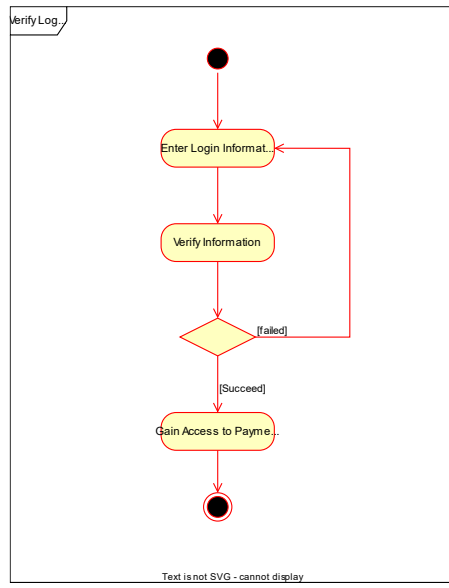 Verify Log...
Enter Login Informat...
Verify Information
[failed]
[Succeed]
Gain Access to Payme...
Text is not SVG - cannot display